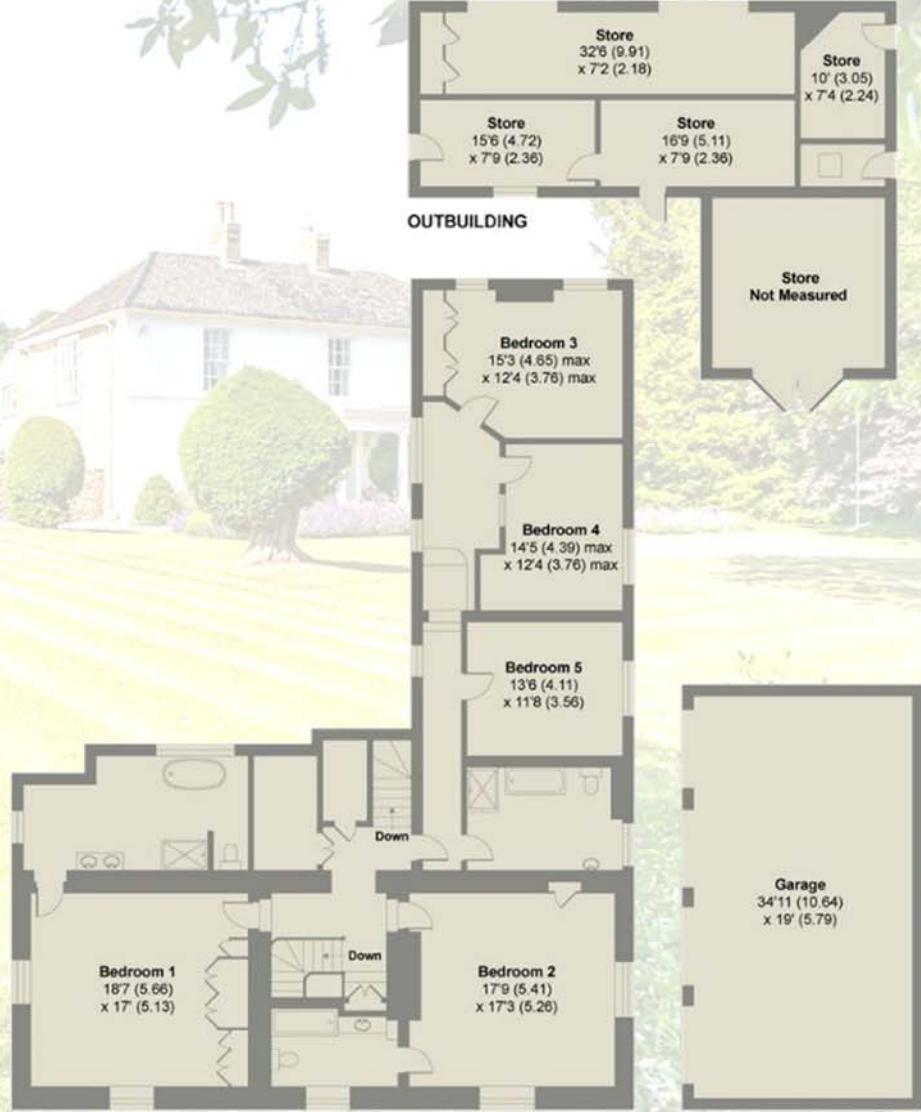 Store
32'6 (9.91)
x 7'2 (2.18)
Store
10' (3.05)
x 7'4 (2.24)
Store
15'6 (4.72)
x 7'9 (2.36)
Store
16'9 (5.11)
x 7'9 (2.36)
OUTBUILDING
Store
Not Measured
Bedroom 3
15'3 (4.65) max
x 12'4 (3.76) max
Bedroom 4
14'5 (4.39) max
x 12'4 (3.76) max
Bedroom 5
13'6 (4.11)
x 11'8 (3.56)
Down
Garage
34'11 (10.64)
x 19' (5.79)
Down
Bedroom 1
18'7 (5.66)
x 17' (5.13)
Bedroom 2
17'9 (5.41)
x 17'3 (5.26)